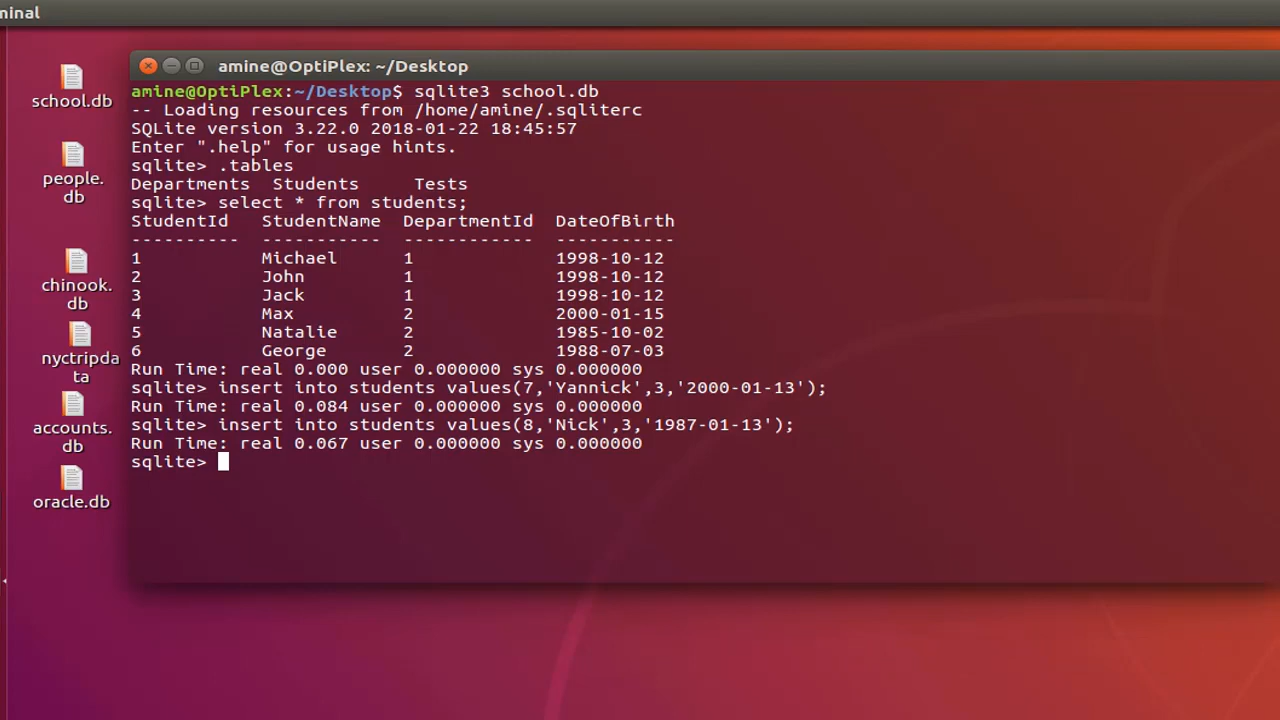 minal
school.db
people.
db
chinook.
db
nyctripda
ta
accounts.
db
oracle.db
amine@OptiPlex: ~/Desktop
amine@OptiPlex:~/Desktop$ sqlite3 school.db
-- Loading resources from /home/amine/.sqliterc
SQLite version 3.22.0 2018-01-22 18:45:57
Enter ".help" for usage hints.
sqlite> .tables
Departments  Students     Tests
sqlite> select * from students;
StudentId   StudentName  DepartmentId  DateOfBirth
----------  -----------  ------------  -----------
1           Michael      1             1998-10-12
2           John         1             1998-10-12
3           Jack         1             1998-10-12
4           Max          2             2000-01-15
5           Natalie      2             1985-10-02
6           George       2             1988-07-03
Run Time: real 0.000 user 0.000000 sys 0.000000
sqlite> insert into students values(7,'Yannick',3,'2000-01-13');
Run Time: real 0.084 user 0.000000 sys 0.000000
sqlite> insert into students values(8,'Nick',3,'1987-01-13');
Run Time: real 0.067 user 0.000000 sys 0.000000
sqlite>